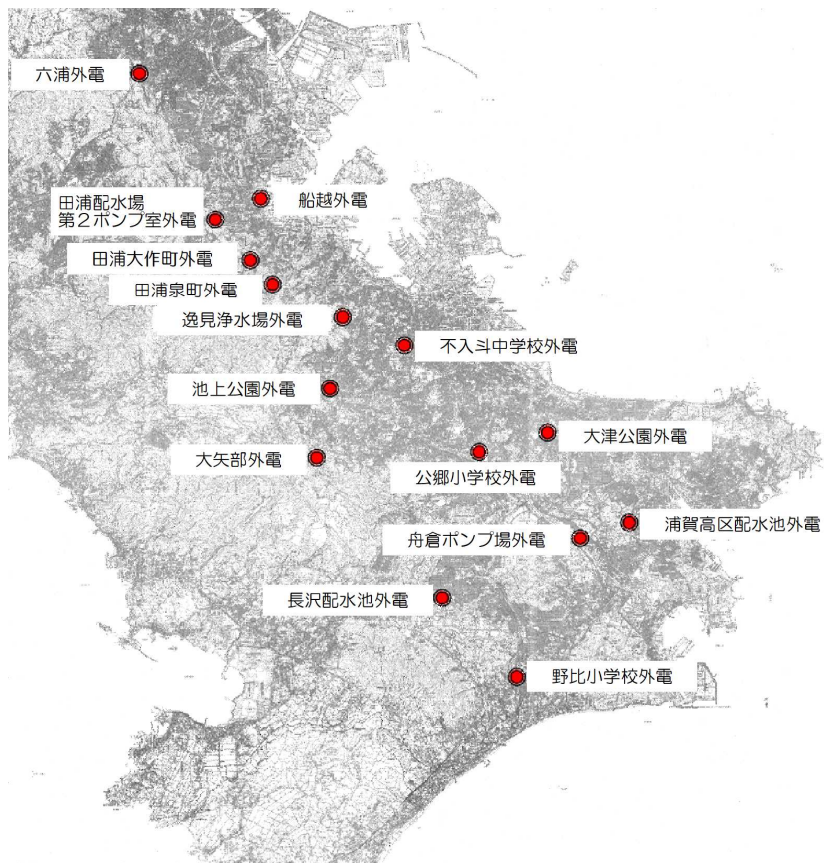 六浦外電
船越外電
田浦配水場
第２ポンプ室外電
田浦大作町外電
田浦泉町外電
逸見浄水場外電
不入斗中学校外電
池上公園外電
大津公園外電
大矢部外電
公郷小学校外電
浦賀高区配水池外電
舟倉ポンプ場外電
長沢配水池外電
野比小学校外電